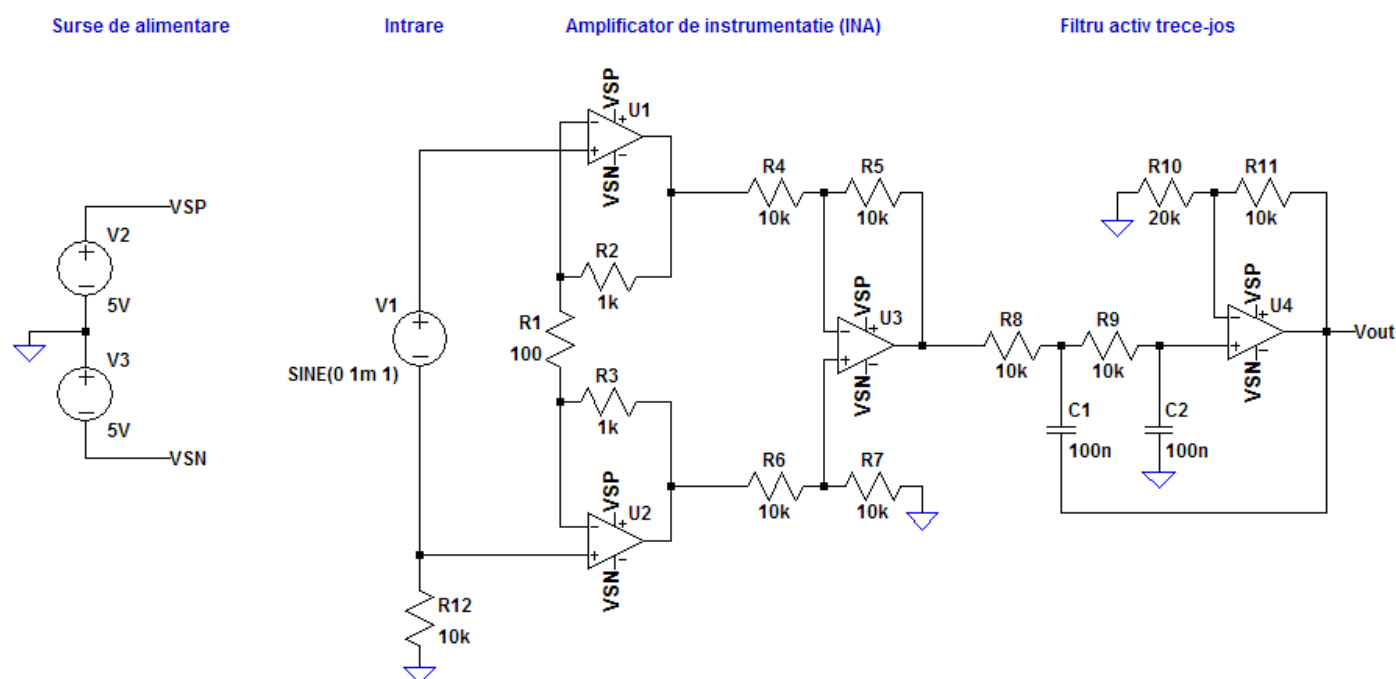 Surse de alimentare
Intrare
Amplificator de instrumentatie (INA)
Filtru activ trece-jos
VSP
V2
5V
V3
5V
VSN
V1
SINE(0 1m 1)
R12
10k
VSP
U1
VSN
R2
1k
R1
100
R3
1k
VSP
U2
VSN
R4
10k
R5
10k
VSP
U3
VSN
R6
10k
R7
10k
R8
10k
R9
10k
C1
100n
C2
100n
R10
20k
R11
10k
VSP
U4
VSN
Vout